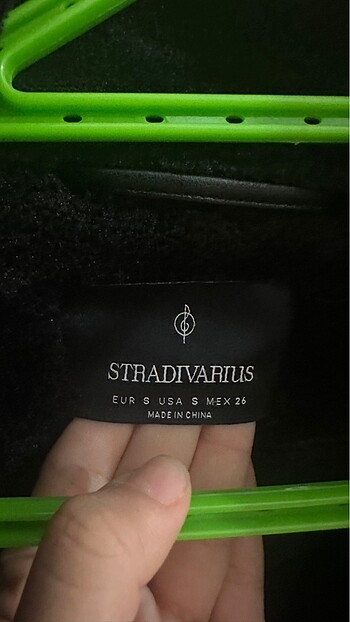 STRADIVARIUS
EUR S USA S MEX 26
MADE IN CHINA